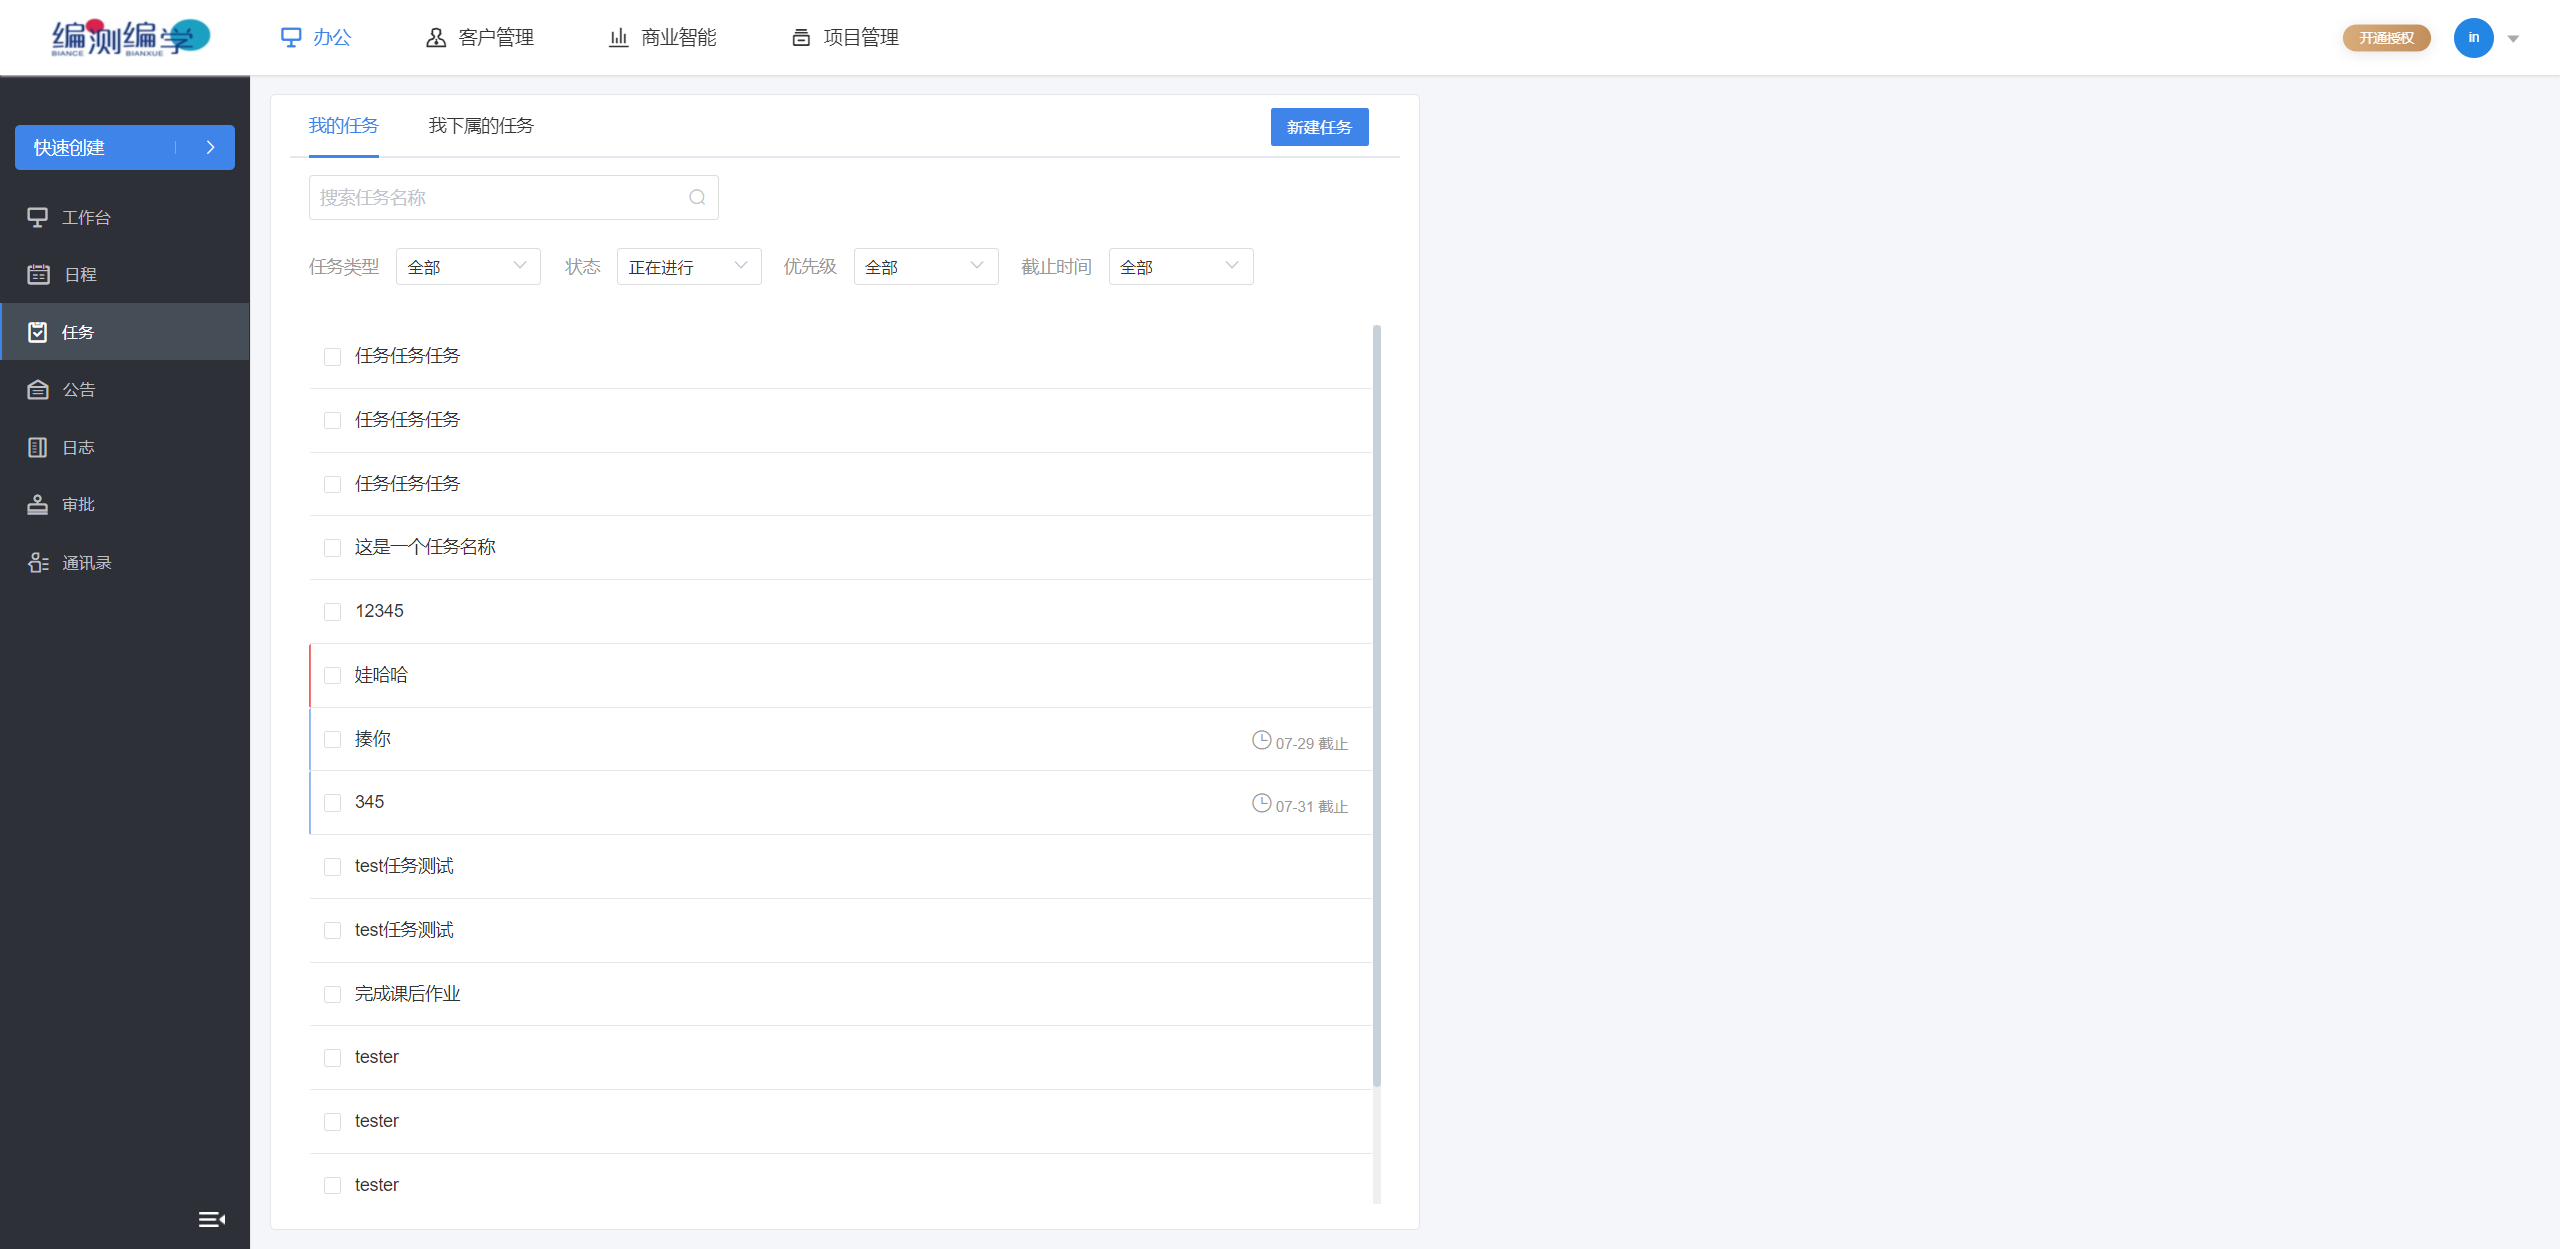 编测编学
BIANCE BIANXUE
办公 客户管理 商业智能 项目管理 开通授权 in
快速创建
工作台
日程
任务
公告
日志
审批
通讯录
我的任务 我下属的任务 新建任务
搜索任务名称
任务类型 全部 状态 正在进行 优先级 全部 截止时间 全部
任务任务任务
任务任务任务
任务任务任务
这是一个任务名称
12345
娃哈哈
揍你 07-29 截止
345 07-31 截止
test任务测试
test任务测试
完成课后作业
tester
tester
tester